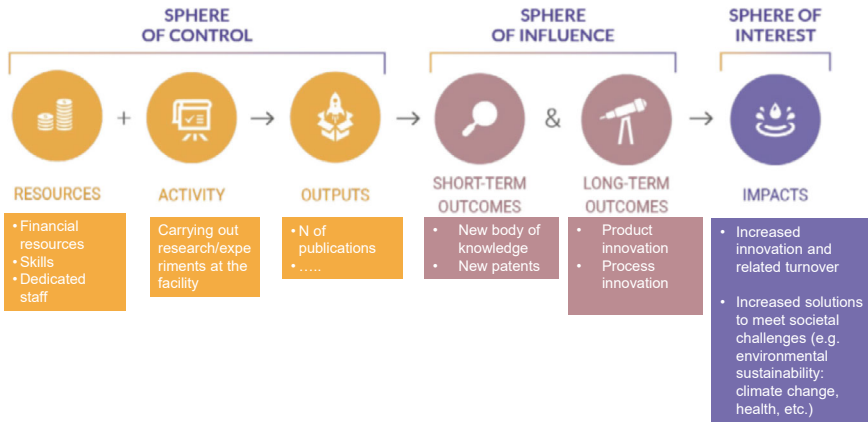 SPHERE
OF CONTROL
SPHERE
OF INFLUENCE
SPHERE OF
INTEREST
+
→
→
&
→
RESOURCES
ACTIVITY
OUTPUTS
SHORT-TERM
OUTCOMES
LONG-TERM
OUTCOMES
IMPACTS
• Financial
resources
• Skills
• Dedicated
staff
Carrying out
research/expe
riments at the
facility
• N of
publications
• …..
• New body of
knowledge
• New patents
• Product
innovation
• Process
innovation
• Increased
innovation and
related turnover
• Increased solutions
to meet societal
challenges (e.g.
environmental
sustainability:
climate change,
health, etc.)